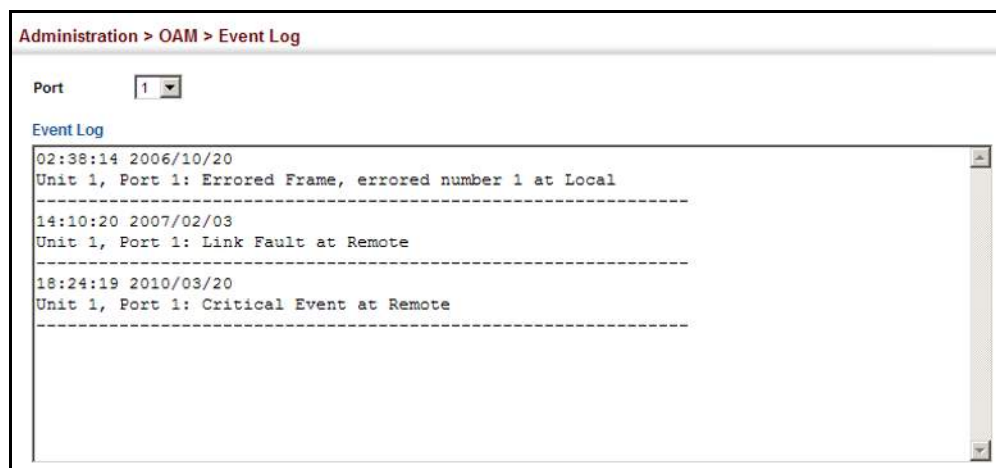 Administration > OAM > Event Log
Port 1
Event Log
02:38:14 2006/10/20
Unit 1, Port 1: Errored Frame, errored number 1 at Local
-----------------------------------------------------------------
14:10:20 2007/02/03
Unit 1, Port 1: Link Fault at Remote
-----------------------------------------------------------------
18:24:19 2010/03/20
Unit 1, Port 1: Critical Event at Remote
-----------------------------------------------------------------